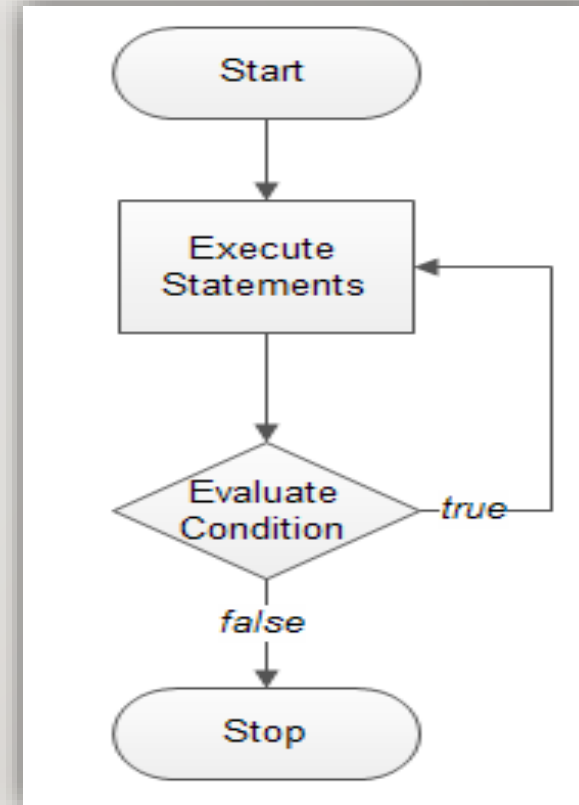 Start
Execute
Statements
Evaluate
Condition
true
false
Stop